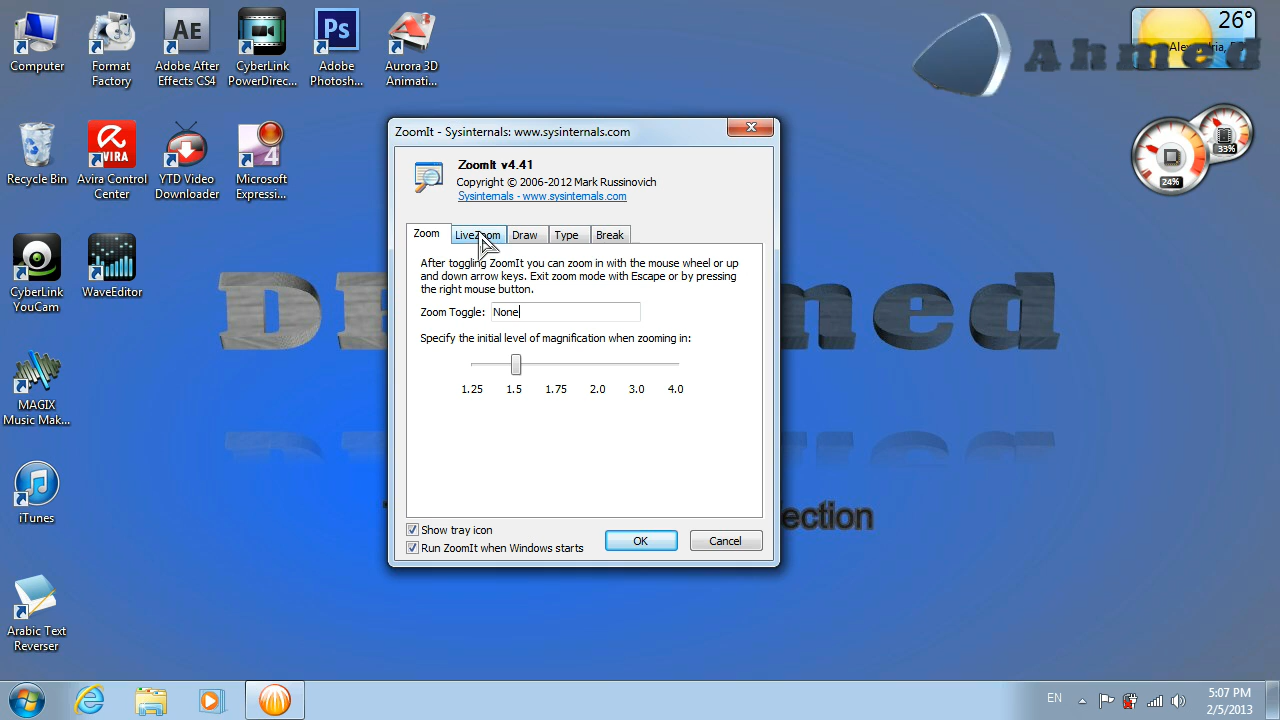 Computer
Format
Factory
Adobe After
Effects CS4
CyberLink
PowerDirec...
Adobe
Photosh...
Aurora 3D
Animati...
26°
Ahmed
Recycle Bin
Avira Control
Center
YTD Video
Downloader
Microsoft
Expressi...
33%
24%
CyberLink
YouCam
WaveEditor
MAGIX
Music Mak...
iTunes
Arabic Text
Reverser
ZoomIt - Sysinternals: www.sysinternals.com
ZoomIt v4.41
Copyright © 2006-2012 Mark Russinovich
Sysinternals - www.sysinternals.com
Zoom LiveZoom Draw Type Break
After toggling ZoomIt you can zoom in with the mouse wheel or up
and down arrow keys. Exit zoom mode with Escape or by pressing
the right mouse button.
Zoom Toggle: None
Specify the initial level of magnification when zooming in:
1.25 1.5 1.75 2.0 3.0 4.0
Show tray icon
Run ZoomIt when Windows starts
OK Cancel
EN
5:07 PM
2/5/2013